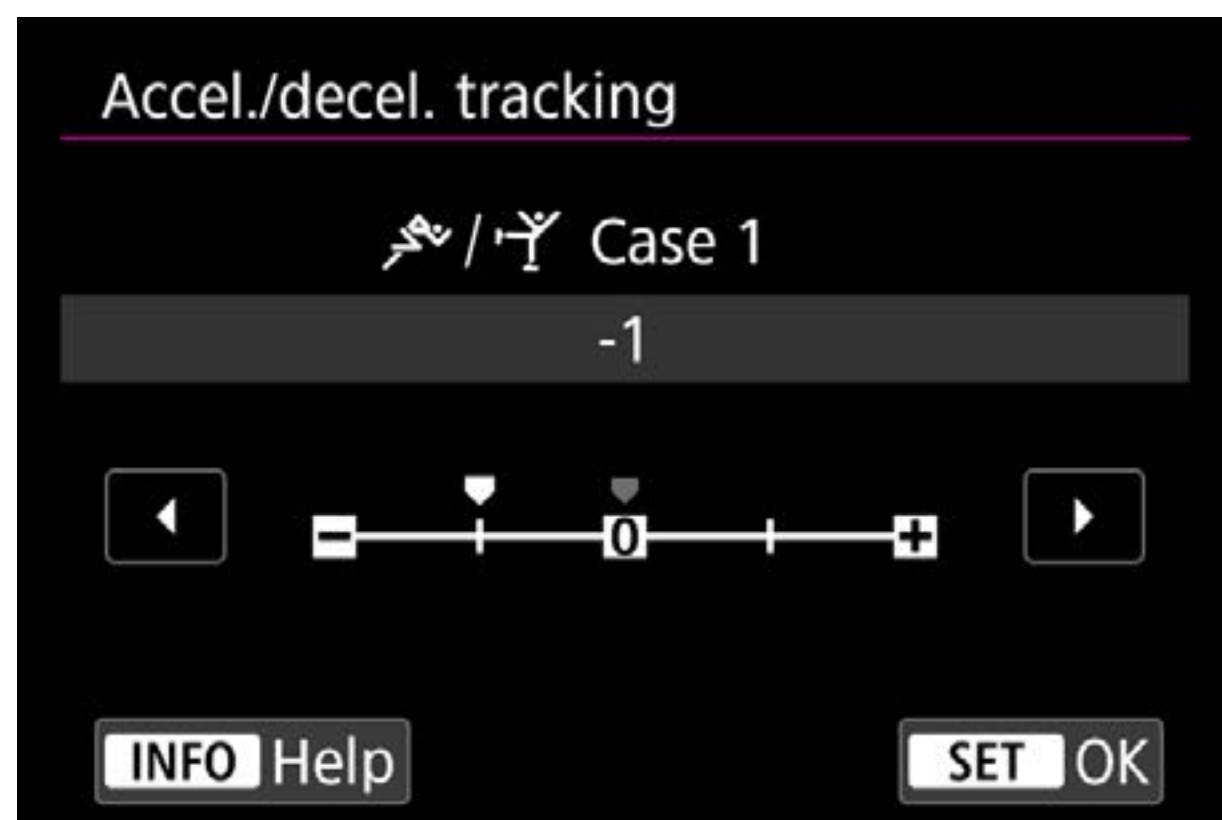 Accel./decel. tracking
/ Case 1
-1
- 0 +
INFO Help
SET OK